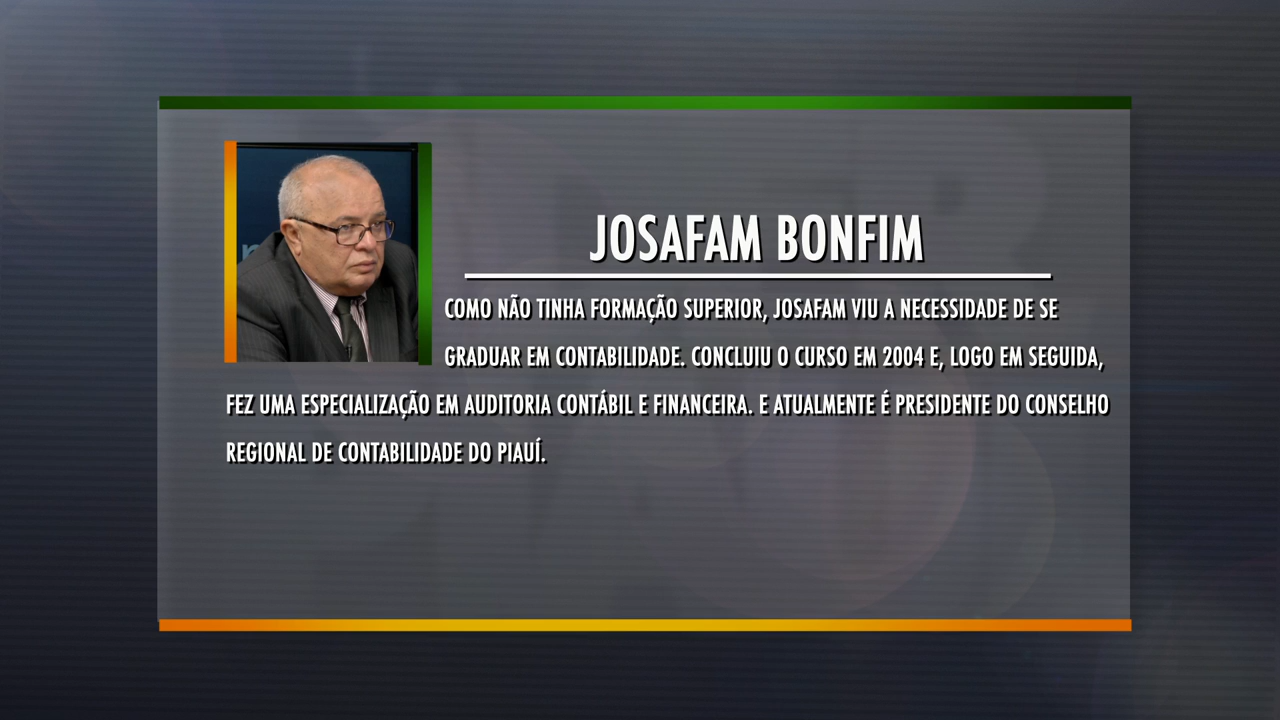 JOSAFAM BONFIM
COMO NÃO TINHA FORMAÇÃO SUPERIOR, JOSAFAM VIU A NECESSIDADE DE SE
GRADUAR EM CONTABILIDADE. CONCLUIU O CURSO EM 2004 E, LOGO EM SEGUIDA,
FEZ UMA ESPECIALIZAÇÃO EM AUDITORIA CONTÁBIL E FINANCEIRA. E ATUALMENTE É PRESIDENTE DO CONSELHO
REGIONAL DE CONTABILIDADE DO PIAUÍ.